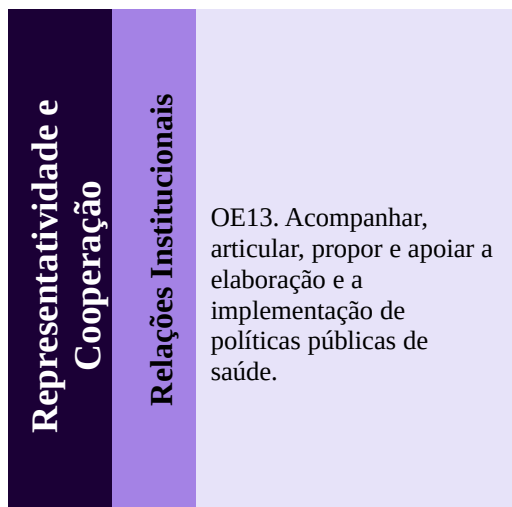 Representatividade e
Cooperação
Relações Institucionais
OE13. Acompanhar,
articular, propor e apoiar a
elaboração e a
implementação de
políticas públicas de
saúde.